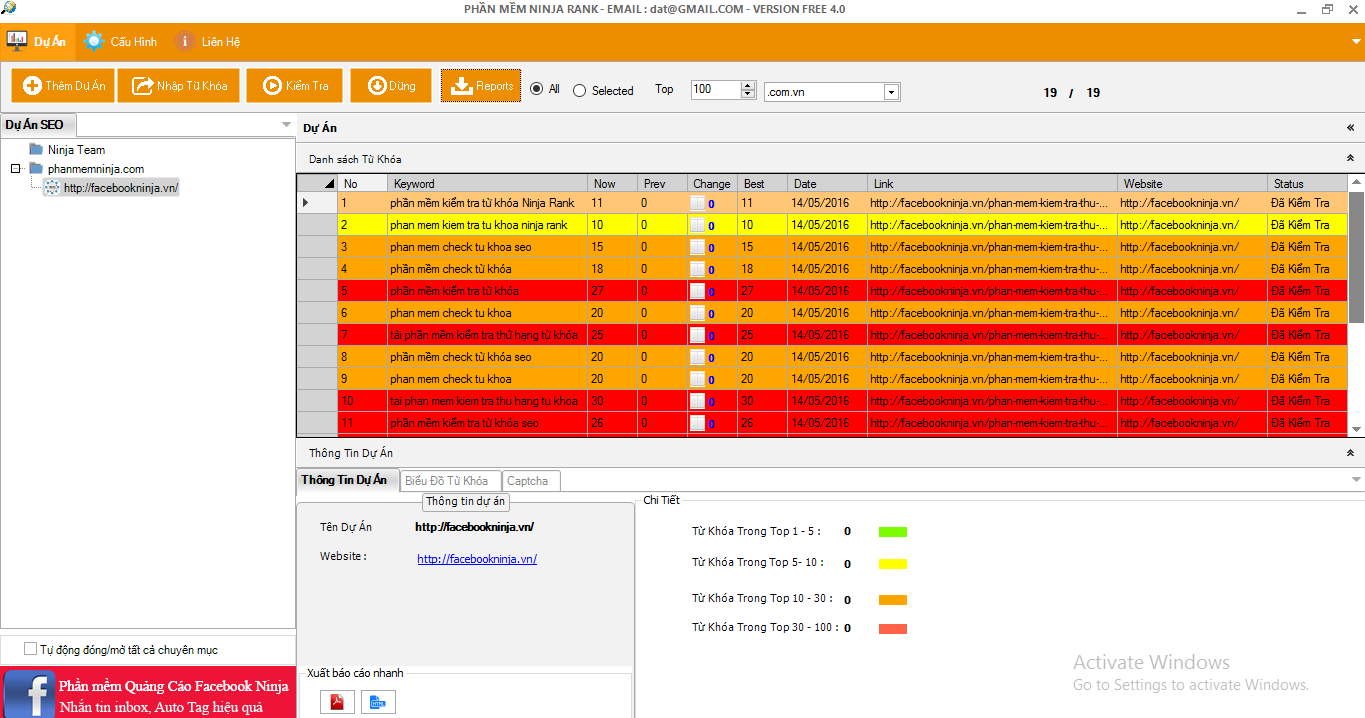 PHẦN MỀM NINJA RANK - EMAIL : dat@GMAIL.COM - VERSION FREE 4.0
Dự Án Cấu Hình Liên Hệ
Thêm Dự Án Nhập Từ Khóa Kiểm Tra Dừng Reports All Selected Top 100 .com.vn 19 / 19
Dự Án SEO
Ninja Team
phanmemninja.com
http://facebookninja.vn/
Tự động đóng/mở tất cả chuyên mục
Phần mềm Quảng Cáo Facebook Ninja
Nhắn tin inbox, Auto Tag hiệu quả
Dự Án
Danh sách Từ Khóa
No Keyword Now Prev Change Best Date Link Website Status
1 phần mềm kiểm tra từ khóa Ninja Rank 11 0 0 11 14/05/2016 http://facebookninja.vn/phan-mem-kiem-tra-thu-... http://facebookninja.vn/ Đã Kiểm Tra
2 phan mem kiem tra tu khoa ninja rank 10 0 0 10 14/05/2016 http://facebookninja.vn/phan-mem-kiem-tra-thu-... http://facebookninja.vn/ Đã Kiểm Tra
3 phan mem check tu khoa seo 15 0 0 15 14/05/2016 http://facebookninja.vn/phan-mem-kiem-tra-thu-... http://facebookninja.vn/ Đã Kiểm Tra
4 phần mềm check từ khóa 18 0 0 18 14/05/2016 http://facebookninja.vn/phan-mem-kiem-tra-thu-... http://facebookninja.vn/ Đã Kiểm Tra
5 phần mềm kiểm tra từ khóa 27 0 0 27 14/05/2016 http://facebookninja.vn/phan-mem-kiem-tra-thu-... http://facebookninja.vn/ Đã Kiểm Tra
6 phan mem check tu khoa 20 0 0 20 14/05/2016 http://facebookninja.vn/phan-mem-kiem-tra-thu-... http://facebookninja.vn/ Đã Kiểm Tra
7 tải phần mềm kiểm tra thứ hạng từ khóa 25 0 0 25 14/05/2016 http://facebookninja.vn/phan-mem-kiem-tra-thu-... http://facebookninja.vn/ Đã Kiểm Tra
8 phần mềm check từ khóa seo 20 0 0 20 14/05/2016 http://facebookninja.vn/phan-mem-kiem-tra-thu-... http://facebookninja.vn/ Đã Kiểm Tra
9 phan mem check tu khoa 20 0 0 20 14/05/2016 http://facebookninja.vn/phan-mem-kiem-tra-thu-... http://facebookninja.vn/ Đã Kiểm Tra
10 tai phan mem kiem tra thu hang tu khoa 30 0 0 30 14/05/2016 http://facebookninja.vn/phan-mem-kiem-tra-thu-... http://facebookninja.vn/ Đã Kiểm Tra
11 phần mềm kiểm tra từ khóa seo 26 0 0 26 14/05/2016 http://facebookninja.vn/phan-mem-kiem-tra-thu-... http://facebookninja.vn/ Đã Kiểm Tra
Thông Tin Dự Án
Thông Tin Dự Án Biểu Đồ Từ Khóa Captcha
Thông tin dự án
Tên Dự Án http://facebookninja.vn/
Website : http://facebookninja.vn/
Xuất báo cáo nhanh
Chi Tiết
Từ Khóa Trong Top 1 - 5 : 0
Từ Khóa Trong Top 5- 10 : 0
Từ Khóa Trong Top 10 - 30 : 0
Từ Khóa Trong Top 30 - 100 : 0
Activate Windows
Go to Settings to activate Windows.